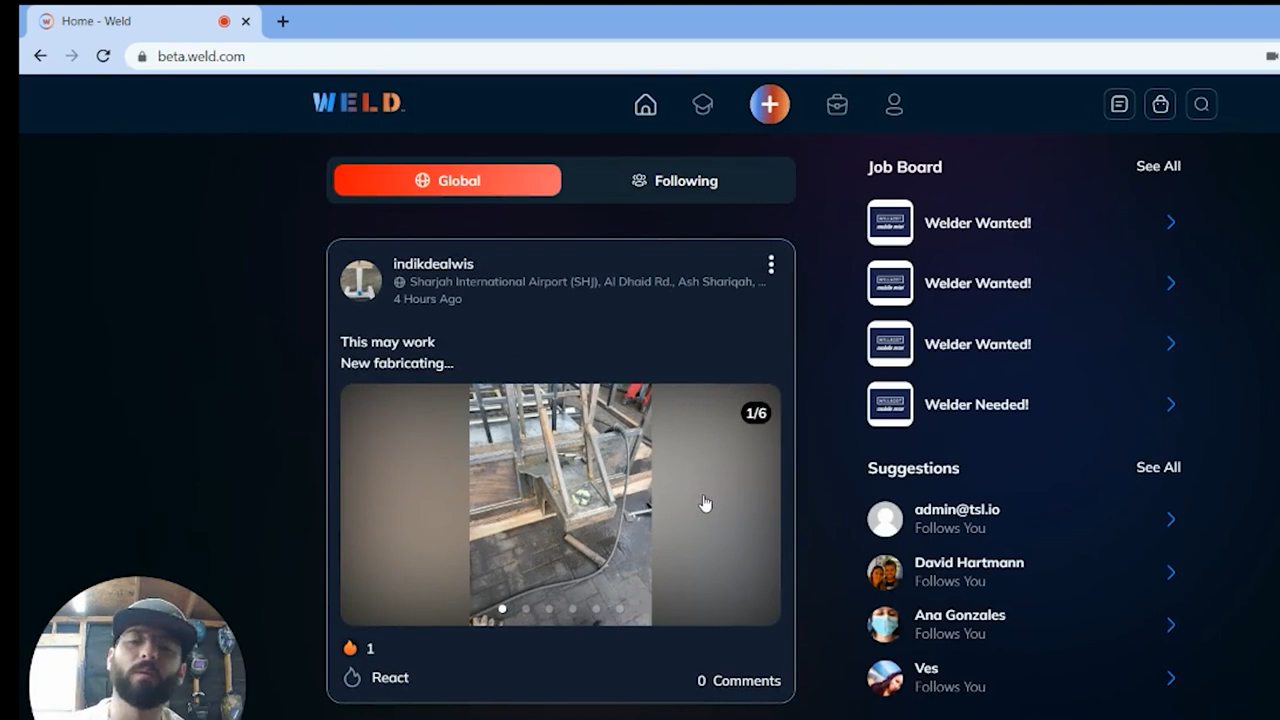 Home - Weld
beta.weld.com
WELD
Global
Following
Job Board
See All
Welder Wanted!
Welder Wanted!
Welder Wanted!
Welder Needed!
indikdealwis
Sharjah International Airport (SHJ), Al Dhaid Rd., Ash Shariqah, ...
4 Hours Ago
This may work
New fabricating...
1/6
1
React
0 Comments
Suggestions
See All
admin@tsl.io
Follows You
David Hartmann
Follows You
Ana Gonzales
Follows You
Ves
Follows You